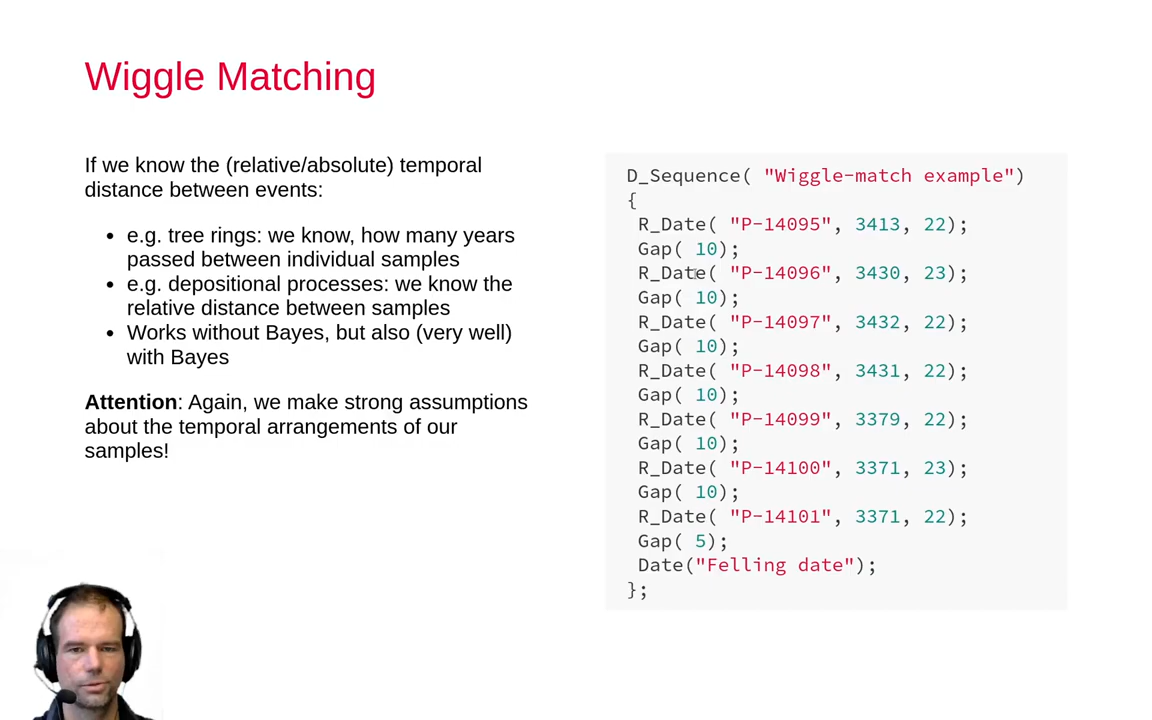 Wiggle Matching
If we know the (relative/absolute) temporal
distance between events:
• e.g. tree rings: we know, how many years
passed between individual samples
• e.g. depositional processes: we know the
relative distance between samples
• Works without Bayes, but also (very well)
with Bayes
Attention: Again, we make strong assumptions
about the temporal arrangements of our
samples!
D_Sequence( "Wiggle-match example")
{
R_Date( "P-14095", 3413, 22);
Gap( 10);
R_Date( "P-14096", 3430, 23);
Gap( 10);
R_Date( "P-14097", 3432, 22);
Gap( 10);
R_Date( "P-14098", 3431, 22);
Gap( 10);
R_Date( "P-14099", 3379, 22);
Gap( 10);
R_Date( "P-14100", 3371, 23);
Gap( 10);
R_Date( "P-14101", 3371, 22);
Gap( 5);
Date("Felling date");
};